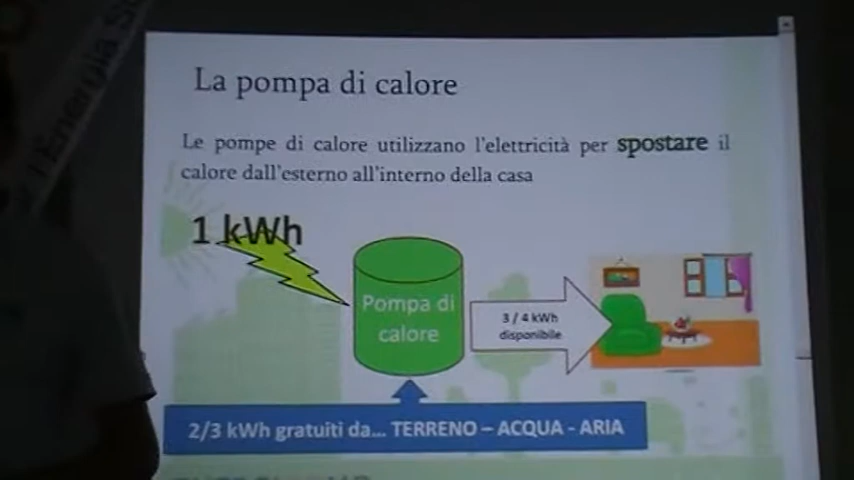 l'Energia
La pompa di calore
Le pompe di calore utilizzano l'elettricità per spostare il
calore dall'esterno all'interno della casa
1 kWh
Pompa di
calore
3 / 4 kWh
disponibile
2/3 kWh gratuiti da... TERRENO – ACQUA - ARIA